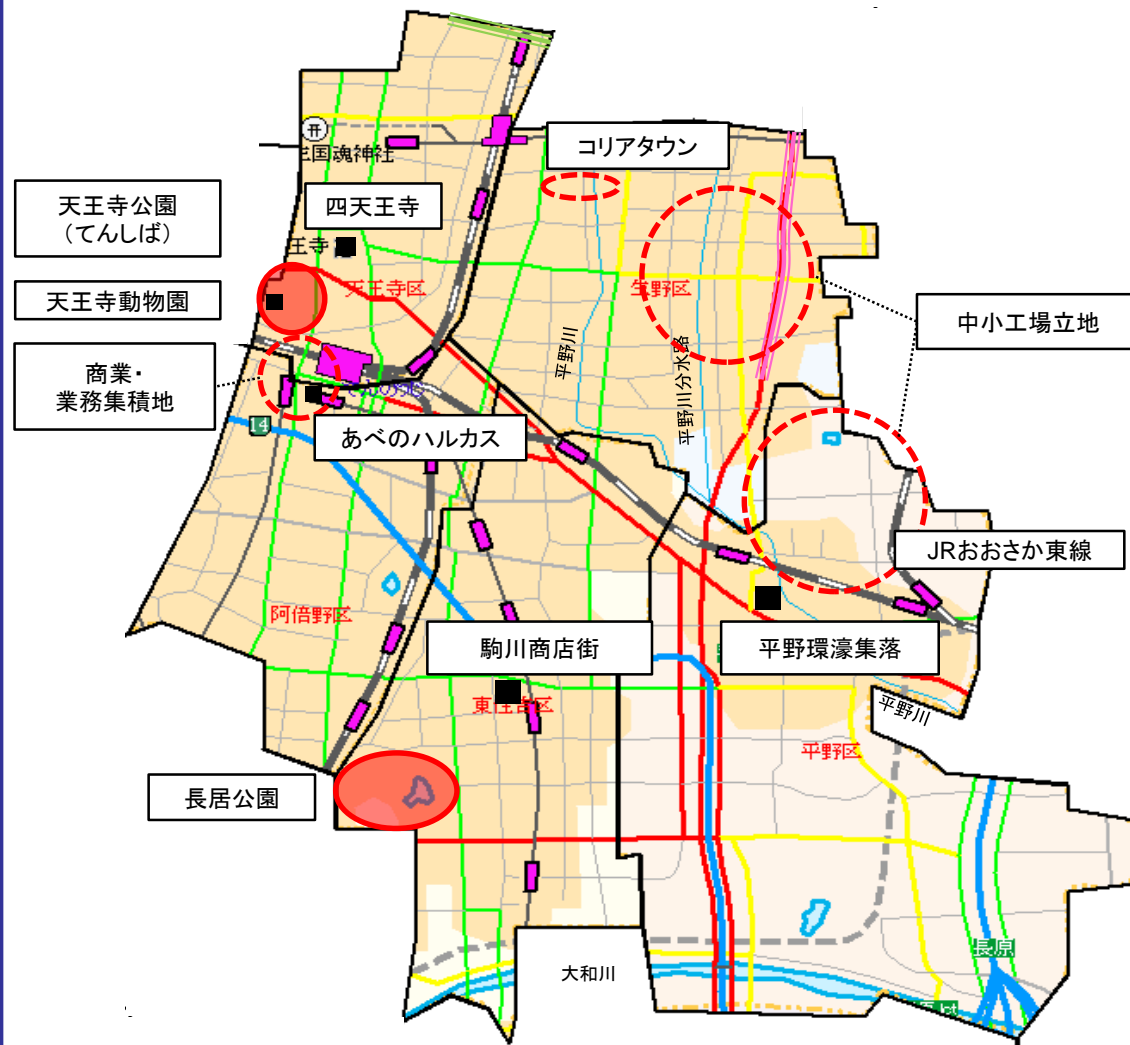 コリアタウン
国魂神社
天王寺公園
（てんしば）
四天王寺
王寺
天王寺動物園
天王寺区
生野区
中小工場立地
商業・
業務集積地
平野川
平野川分水路
14
あべのハルカス
JRおおさか東線
阿倍野区
駒川商店街
平野環濠集落
東住吉区
平野川
平野区
長居公園
長原
大和川